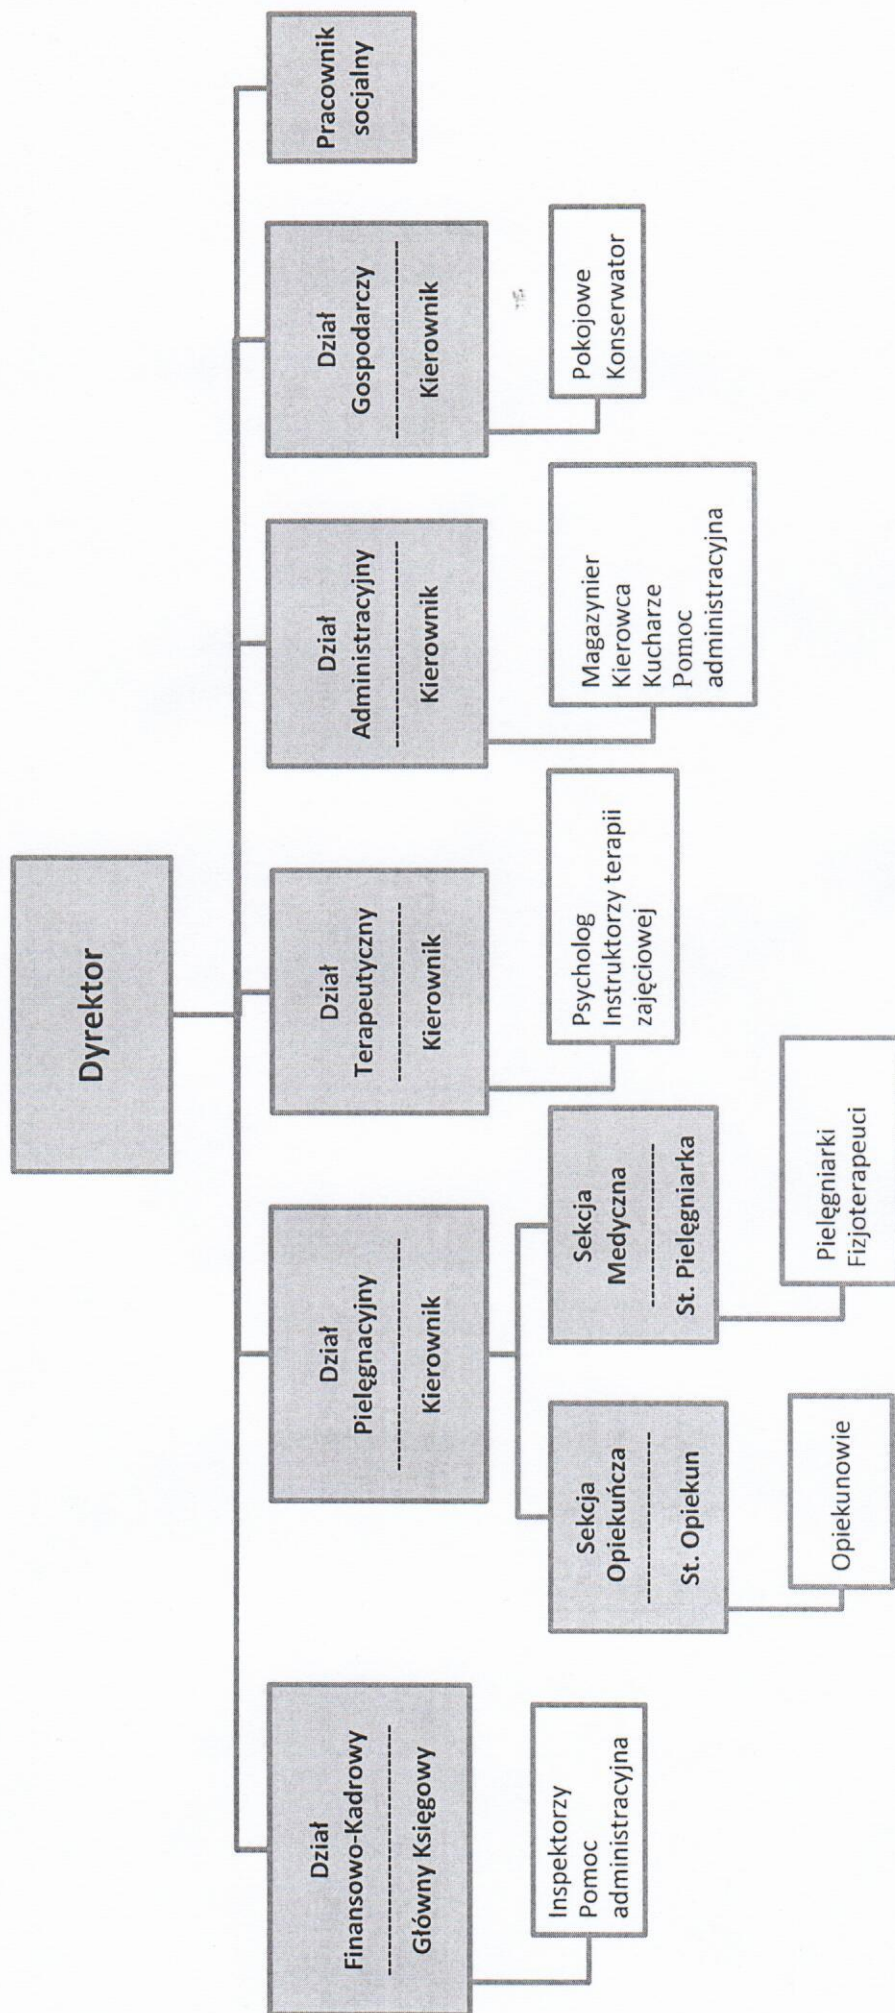 Dyrektor
Dział
Finansowo-Kadrowy
Główny Księgowy
Inspektorzy
Pomoc
administracyjna
Dział
Pielęgnacyjny
Kierownik
Sekcja
Opiekuńcza
St. Opiekun
Opiekunowie
Sekcja
Medyczna
St. Pielęgniarka
Pielęgniarki
Fizjoterapeuci
Dział
Terapeutyczny
Kierownik
Psycholog
Instruktorzy terapii
zajęciowej
Dział
Administracyjny
Kierownik
Magazynier
Kierowca
Kucharze
Pomoc
administracyjna
Dział
Gospodarczy
Kierownik
Pokojowe
Konserwator
Pracownik
socjalny